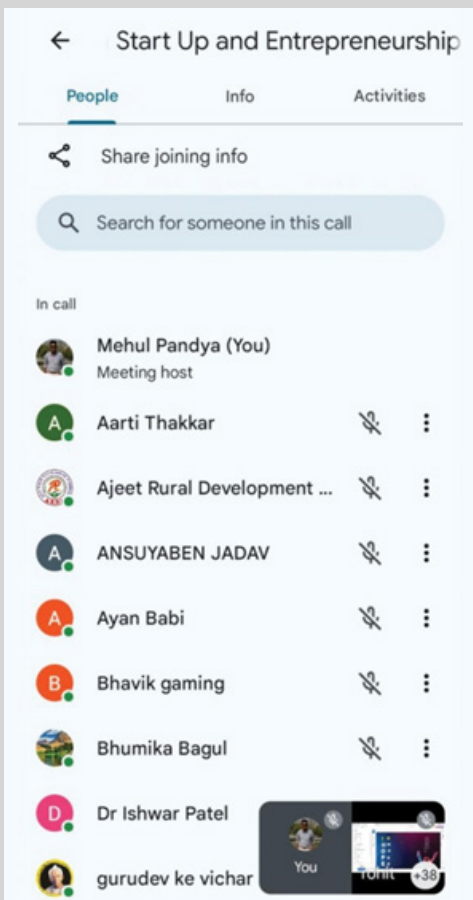 Start Up and Entrepreneurship
People Info Activities
Share joining info
Search for someone in this call
In call
Mehul Pandya (You)
Meeting host
A Aarti Thakkar
Ajeet Rural Development ...
A ANSUYABEN JADAV
A Ayan Babi
B Bhavik gaming
Bhumika Bagul
D Dr Ishwar Patel
You
+38
gurudev ke vichar